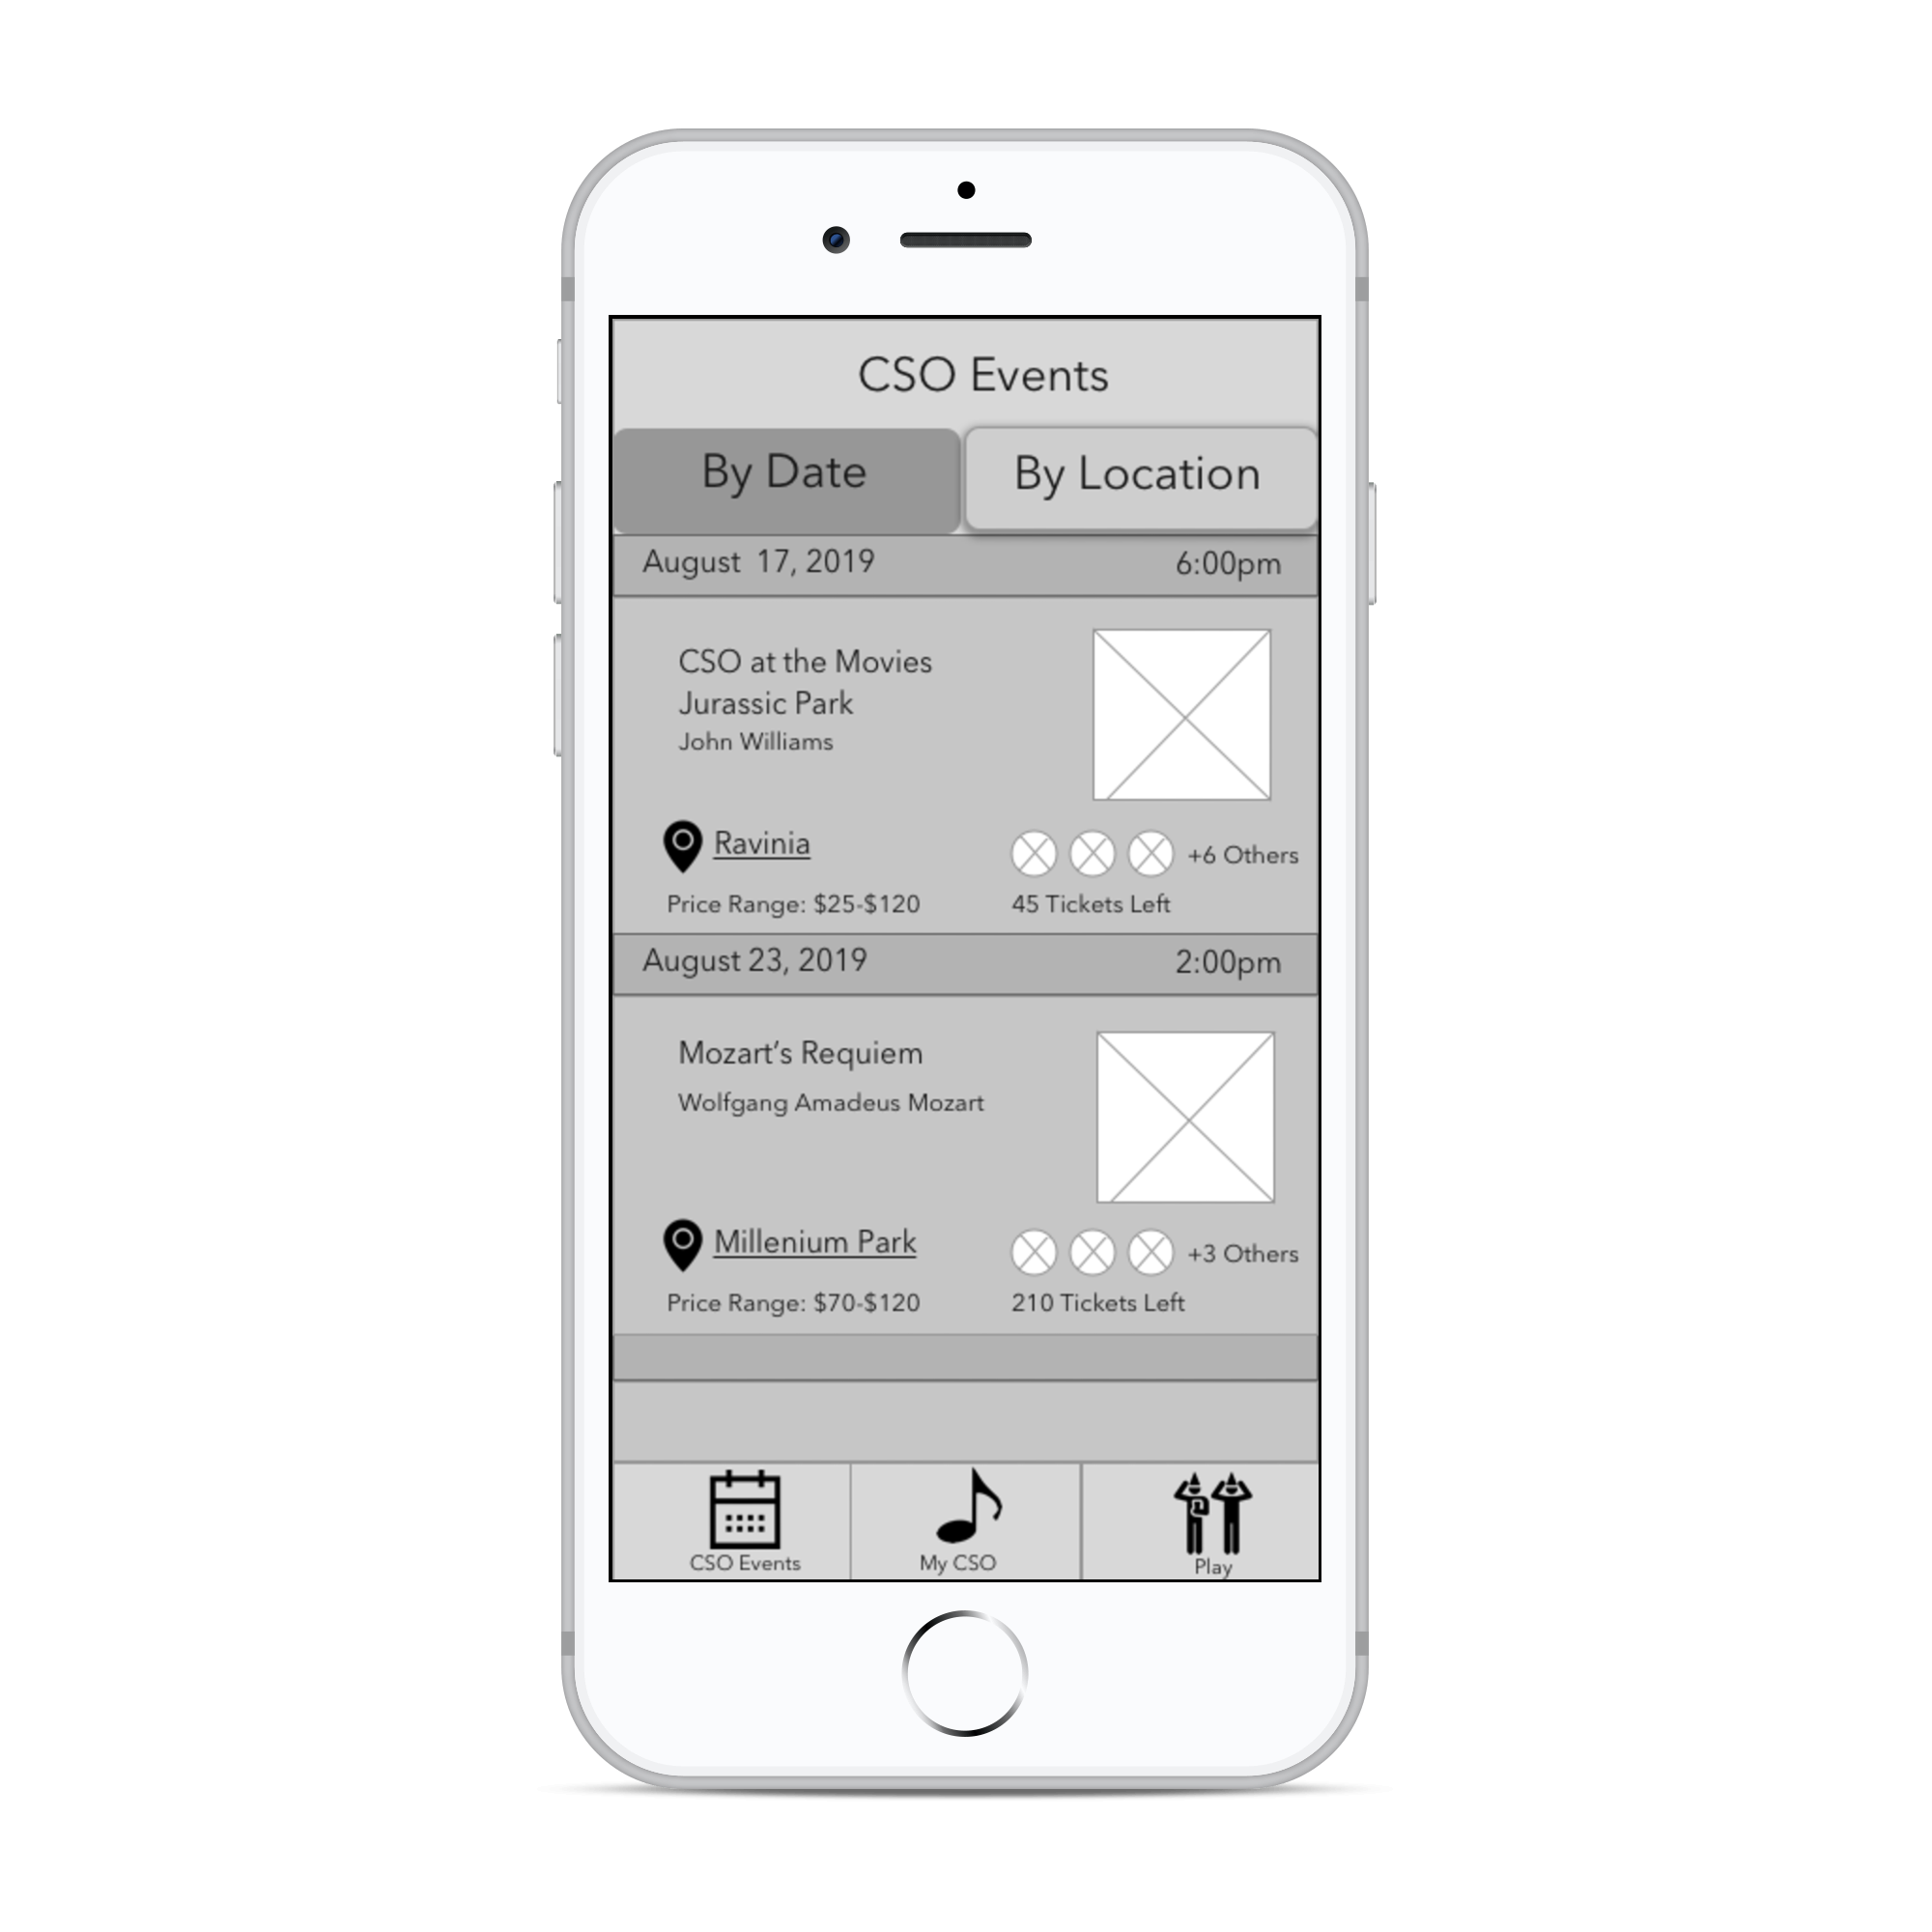 CSO Events
By Date
By Location
August 17, 2019
6:00pm
CSO at the Movies
Jurassic Park
John Williams
Ravinia
+6 Others
Price Range: $25-$120
45 Tickets Left
August 23, 2019
2:00pm
Mozart’s Requiem
Wolfgang Amadeus Mozart
Millenium Park
+3 Others
Price Range: $70-$120
210 Tickets Left
CSO Events
My CSO
Play